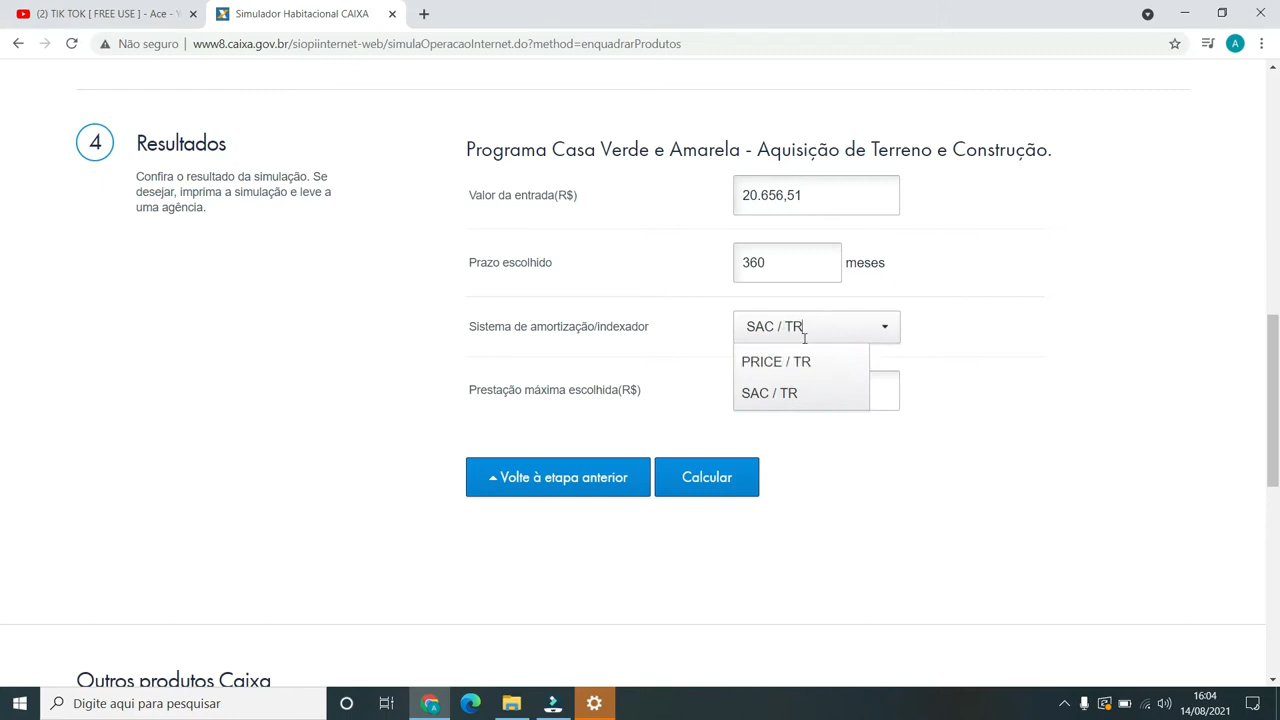 (2) TIK TOK [ FREE USE ] - Ace - Y
Simulador Habitacional CAIXA
Não seguro
www8.caixa.gov.br/siopiinternet-web/simulaOperacaoInternet.do?method=enquadrarProdutos
A
4
Resultados
Confira o resultado da simulação. Se
desejar, imprima a simulação e leve a
uma agência.
Programa Casa Verde e Amarela - Aquisição de Terreno e Construção.
Valor da entrada(R$)
20.656,51
Prazo escolhido
360
meses
Sistema de amortização/indexador
SAC / TR
PRICE / TR
SAC / TR
Prestação máxima escolhida(R$)
Volte à etapa anterior
Calcular
Outros produtos Caixa
Digite aqui para pesquisar
16:04
14/08/2021